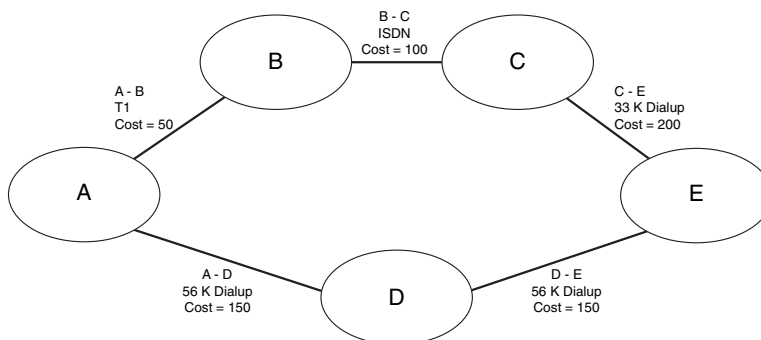 B - C
ISDN
Cost = 100
B
C
A - B
T1
Cost = 50
C - E
33 K Dialup
Cost = 200
A
E
A - D
56 K Dialup
Cost = 150
D
D - E
56 K Dialup
Cost = 150